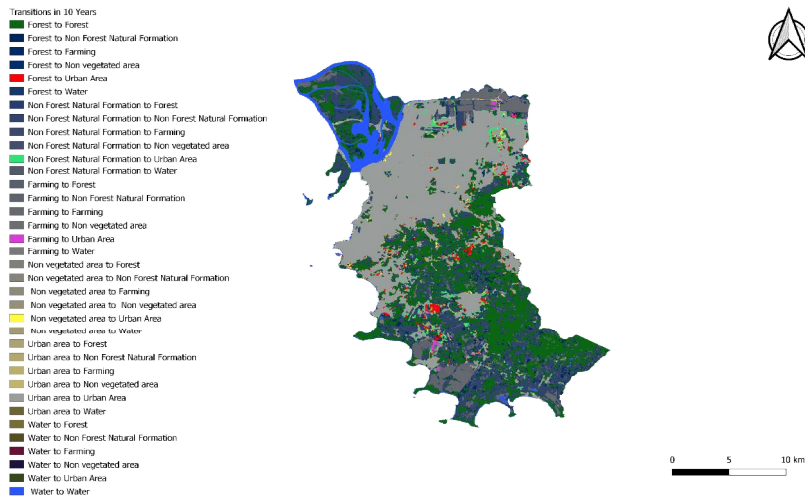 Transitions in 10 Years
Forest to Forest
Forest to Non Forest Natural Formation
Forest to Farming
Forest to Non vegetated area
Forest to Urban Area
Forest to Water
Non Forest Natural Formation to Forest
Non Forest Natural Formation to Non Forest Natural Formation
Non Forest Natural Formation to Farming
Non Forest Natural Formation to Non vegetated area
Non Forest Natural Formation to Urban Area
Non Forest Natural Formation to Water
Farming to Forest
Farming to Non Forest Natural Formation
Farming to Farming
Farming to Non vegetated area
Farming to Urban Area
Farming to Water
Non vegetated area to Forest
Non vegetated area to Non Forest Natural Formation
Non vegetated area to Farming
Non vegetated area to Non vegetated area
Non vegetated area to Urban Area
Non vegetated area to Water
Urban area to Forest
Urban area to Non Forest Natural Formation
Urban area to Farming
Urban area to Non vegetated area
Urban area to Urban Area
Urban area to Water
Water to Forest
Water to Non Forest Natural Formation
Water to Farming
Water to Non vegetated area
Water to Urban Area
Water to Water
0 5 10 km